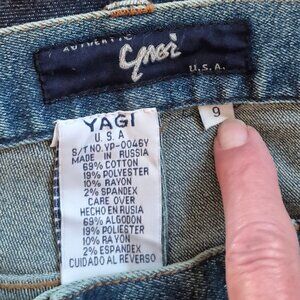 AUTHENTIC
Yagi
U.S.A.
9
YAGI
U.S.A
S/T NO. YP-0046Y
MADE IN RUSSIA
69% COTTON
19% POLYESTER
10% RAYON
2% SPANDEX
CARE OVER
HECHO EN RUSIA
69% ALGODON
19% POLIESTER
10% RAYON
2% ESPANDEX
CUIDADO AL REVERSO